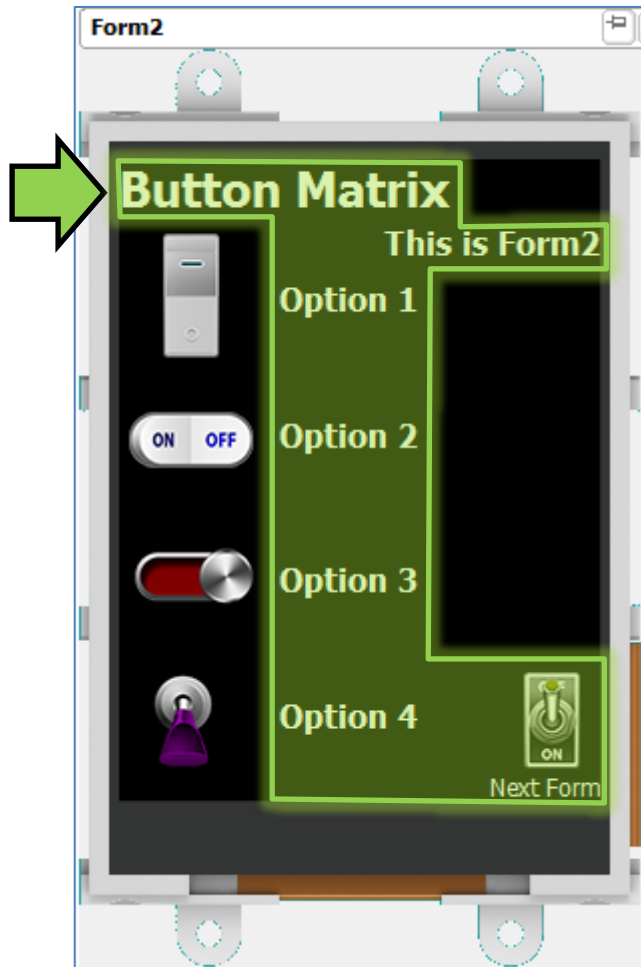 Form2
Button Matrix
This is Form2
Option 1
ON OFF
Option 2
Option 3
Option 4
ON
Next Form